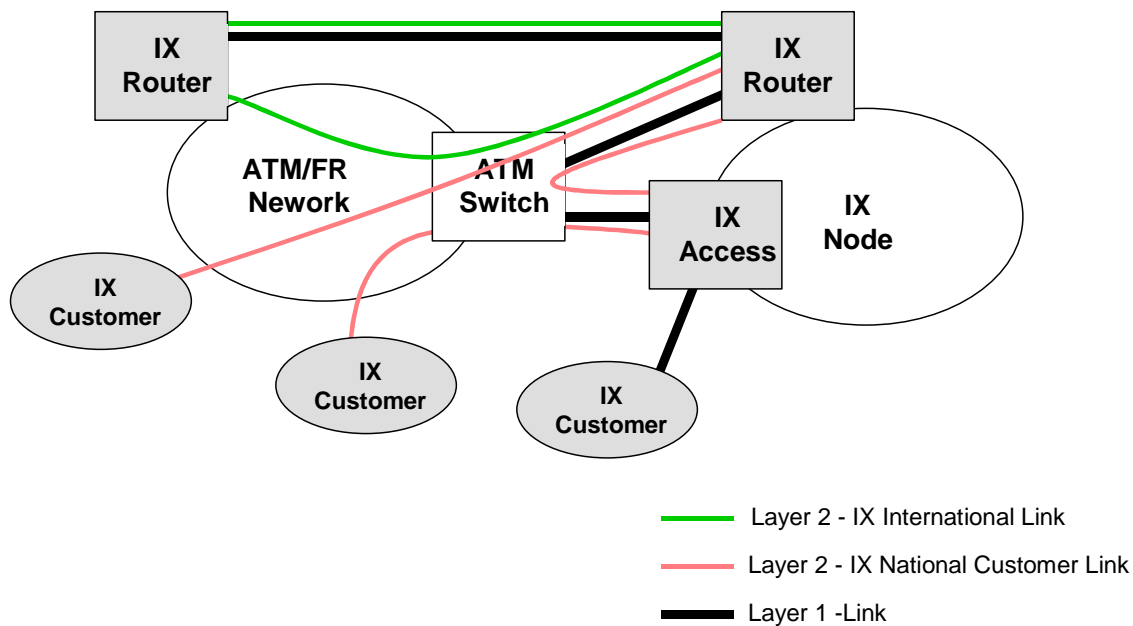 IX
Router
IX
Router
ATM/FR
Nework
ATM
Switch
IX
Access
IX
Node
IX
Customer
IX
Customer
IX
Customer
Layer 2 - IX International Link
Layer 2 - IX National Customer Link
Layer 1 -Link